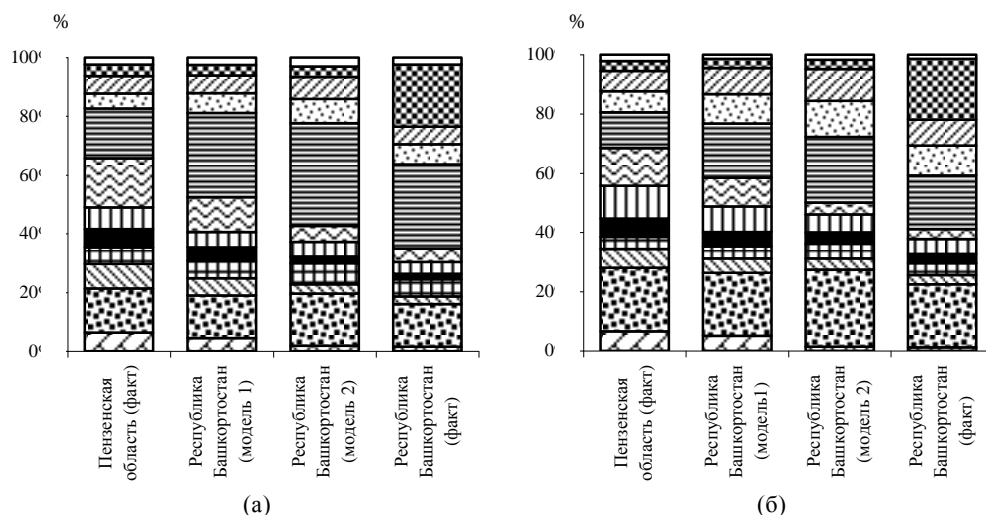 %
100%
80%
60%
40%
20%
0%
Пензенская
область (факт)
Республика
Башкортостан
(модель 1)
Республика
Башкортостан
(модель 2)
Республика
Башкортостан
(факт)
(а)
%
100
80
60
40
20
0
Пензенская
область (факт)
Республика
Башкортостан
(модель1)
Республика
Башкортостан
(модель 2)
Республика
Башкортостан
(факт)
(б)